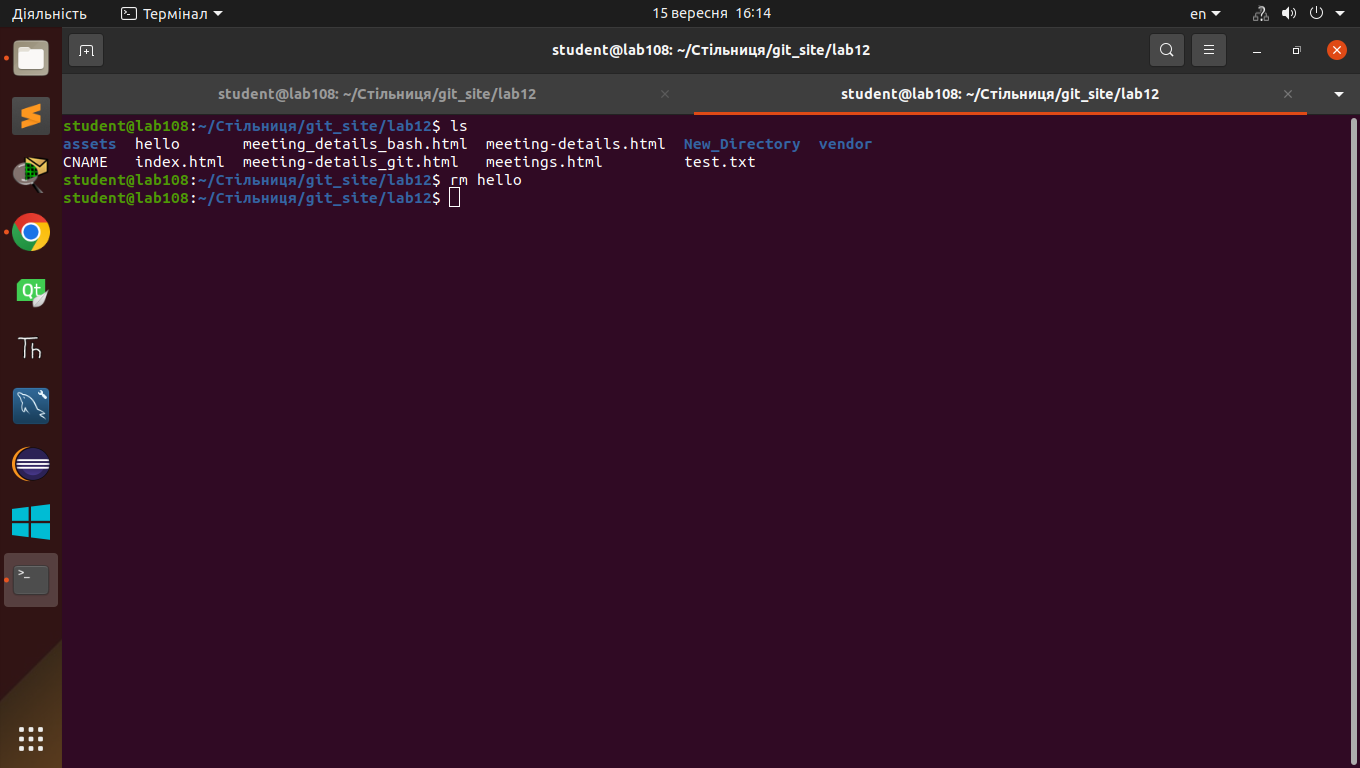 Діяльність Термінал 15 вересня 16:14 en
student@lab108: ~/Стільниця/git_site/lab12
student@lab108: ~/Стільниця/git_site/lab12 student@lab108: ~/Стільниця/git_site/lab12
student@lab108:~/Стільниця/git_site/lab12$ ls
assets hello meeting_details_bash.html meeting-details.html New_Directory vendor
CNAME index.html meeting-details_git.html meetings.html test.txt
student@lab108:~/Стільниця/git_site/lab12$ rm hello
student@lab108:~/Стільниця/git_site/lab12$
Qt
Th
>_